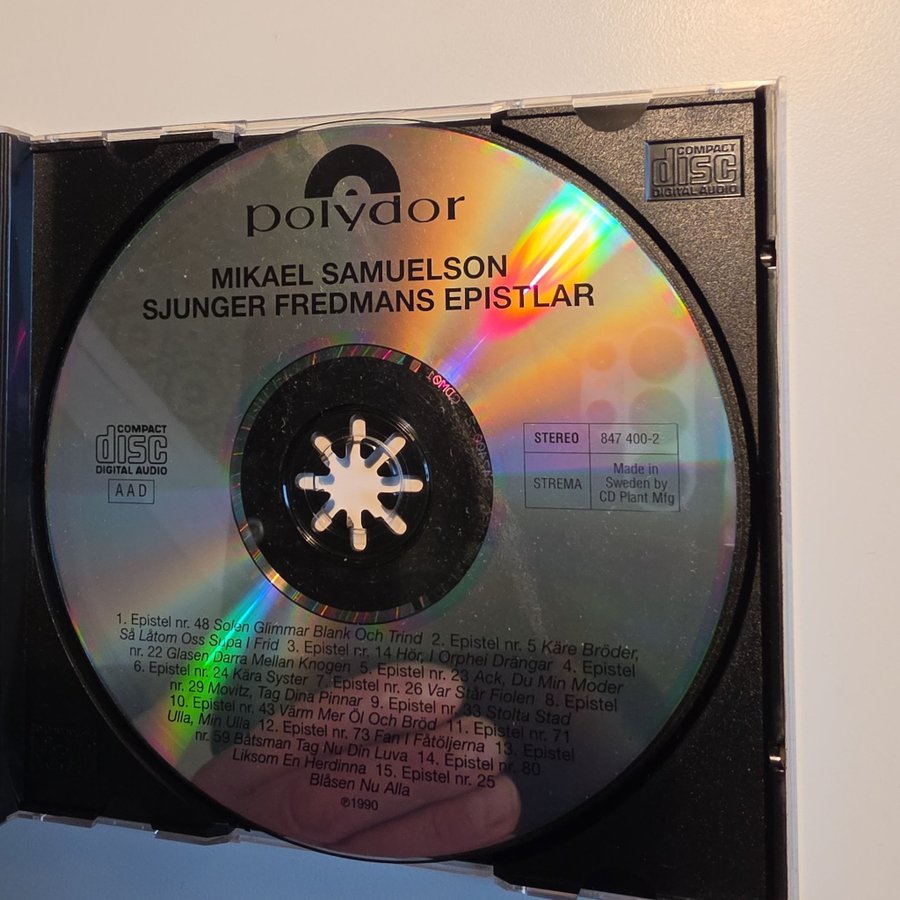 polydor
COMPACT
disc
DIGITAL AUDIO
MIKAEL SAMUELSON
SJUNGER FREDMANS EPISTLAR
COMPACT
disc
DIGITAL AUDIO
AAD
STEREO 847 400-2
STREMA Made in
Sweden by
CD Plant Mfg
1. Epistel nr. 48 Solen Glimmar Blank Och Trind 2. Epistel nr. 5 Käre Bröder,
Så Låtom Oss Supa I Frid 3. Epistel nr. 14 Hör, I Orphei Drängar 4. Epistel
nr. 22 Glasen Darra Mellan Knogen 5. Epistel nr. 23 Ack, Du Min Moder
6. Epistel nr. 24 Kära Syster 7. Epistel nr. 26 Var Står Fiolen 8. Epistel
nr. 29 Movitz, Tag Dina Pinnar 9. Epistel nr. 33 Stolta Stad
10. Epistel nr. 43 Värm Mer Öl Och Bröd 11. Epistel nr. 71
Ulla, Min Ulla 12. Epistel nr. 73 Fan I Fåtöljerna 13. Epistel
nr. 59 Båtsman Tag Nu Din Luva 14. Epistel nr. 80
Liksom En Herdinna 15. Epistel nr. 25
Blåsen Nu Alla
℗1990